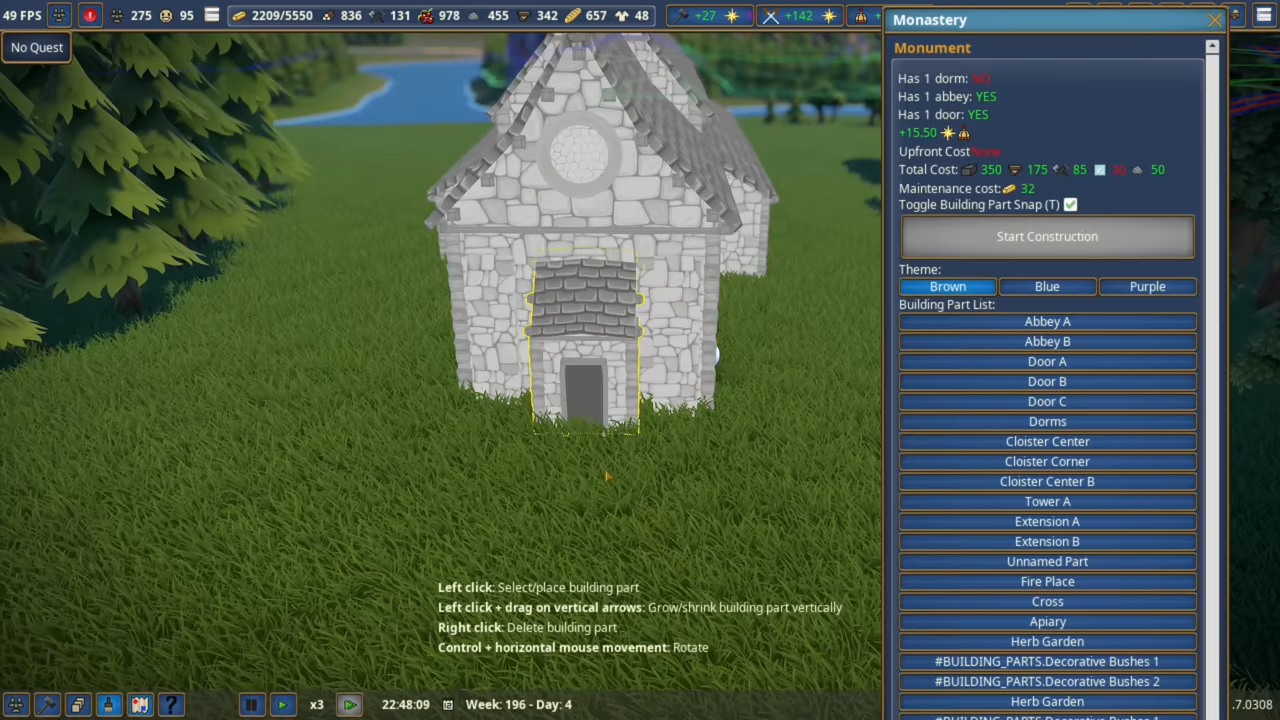 49 FPS
275
95
2209/5550
836
131
978
455
342
657
48
+27
+142
+
No Quest
Monastery
Monument
Has 1 dorm: NO
Has 1 abbey: YES
Has 1 door: YES
+15.50
Upfront CostNone
Total Cost: 350 175 85 30 50
Maintenance cost: 32
Toggle Building Part Snap (T)
Start Construction
Theme:
Brown Blue Purple
Building Part List:
Abbey A
Abbey B
Door A
Door B
Door C
Dorms
Cloister Center
Cloister Corner
Cloister Center B
Tower A
Extension A
Extension B
Unnamed Part
Fire Place
Cross
Apiary
Herb Garden
#BUILDING_PARTS.Decorative Bushes 1
#BUILDING_PARTS.Decorative Bushes 2
Herb Garden
Left click: Select/place building part
Left click + drag on vertical arrows: Grow/shrink building part vertically
Right click: Delete building part
Control + horizontal mouse movement: Rotate
?
x3
22:48:09
Week: 196 - Day: 4
.7.0308